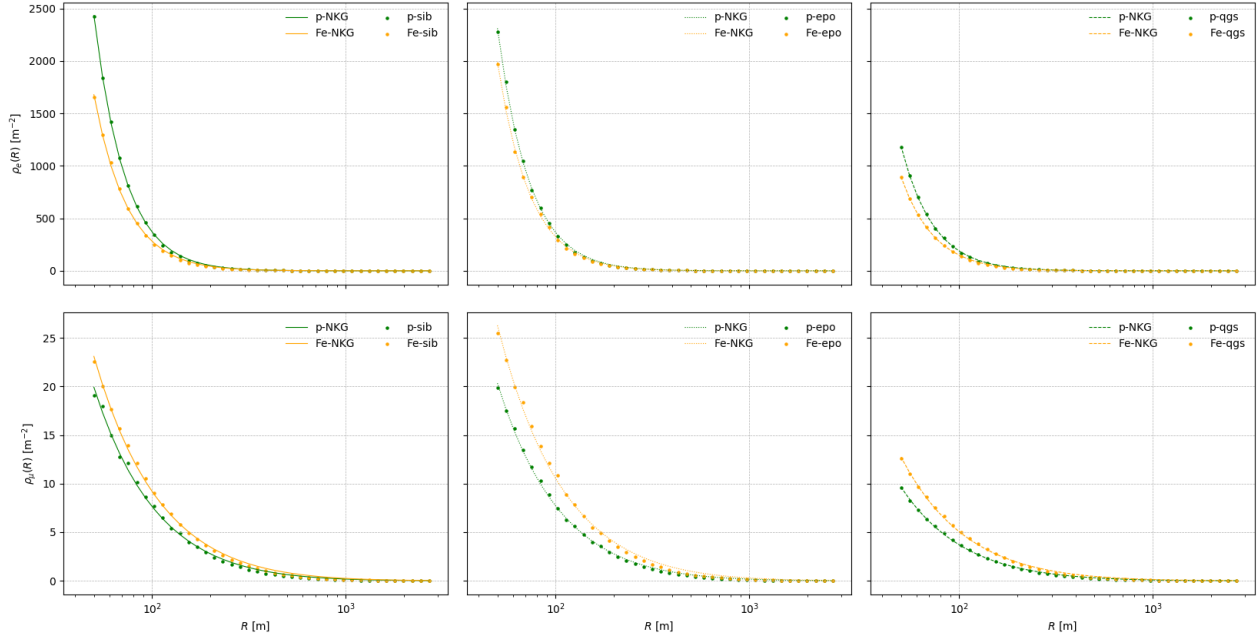 2500
2000
1500
1000
500
0
ρe(R) [m⁻²]
p-NKG p-sib
Fe-NKG Fe-sib
p-NKG p-epo
Fe-NKG Fe-epo
p-NKG p-qgs
Fe-NKG Fe-qgs
25
20
15
10
5
0
ρμ(R) [m⁻²]
p-NKG p-sib
Fe-NKG Fe-sib
p-NKG p-epo
Fe-NKG Fe-epo
p-NKG p-qgs
Fe-NKG Fe-qgs
10² 10³
10² 10³
10² 10³
R [m]
R [m]
R [m]